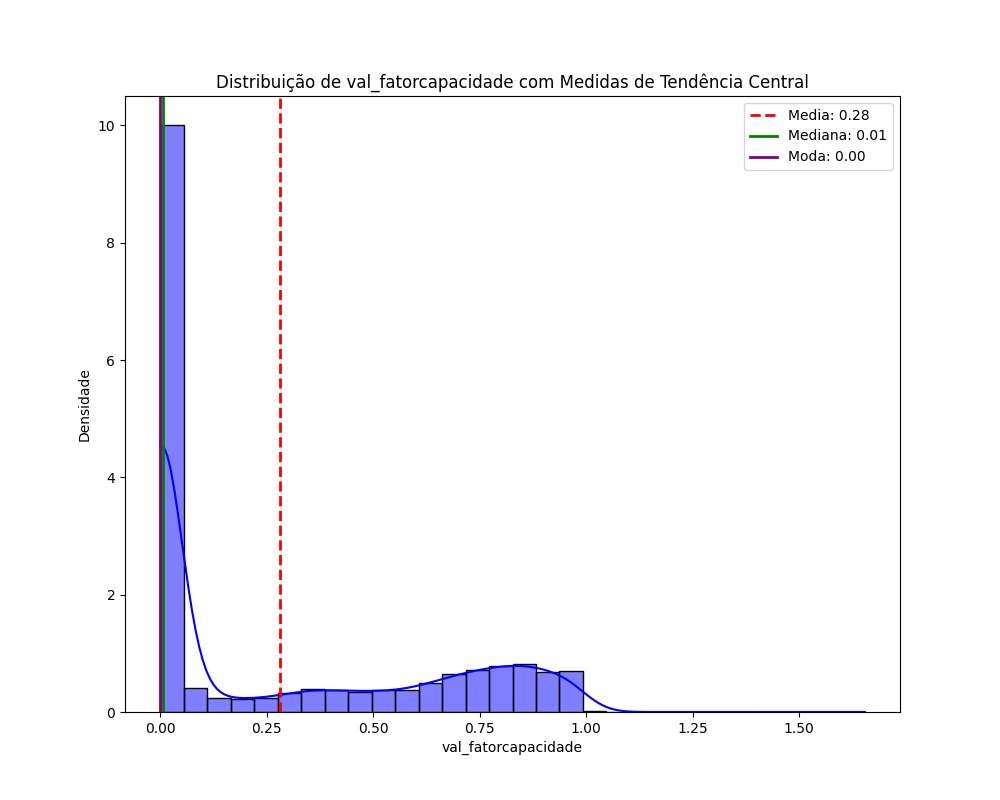 Distribuição de val_fatorcapacidade com Medidas de Tendência Central
Media: 0.28
Mediana: 0.01
Moda: 0.00
10
8
6
4
2
0
Densidade
0.00 0.25 0.50 0.75 1.00 1.25 1.50
val_fatorcapacidade